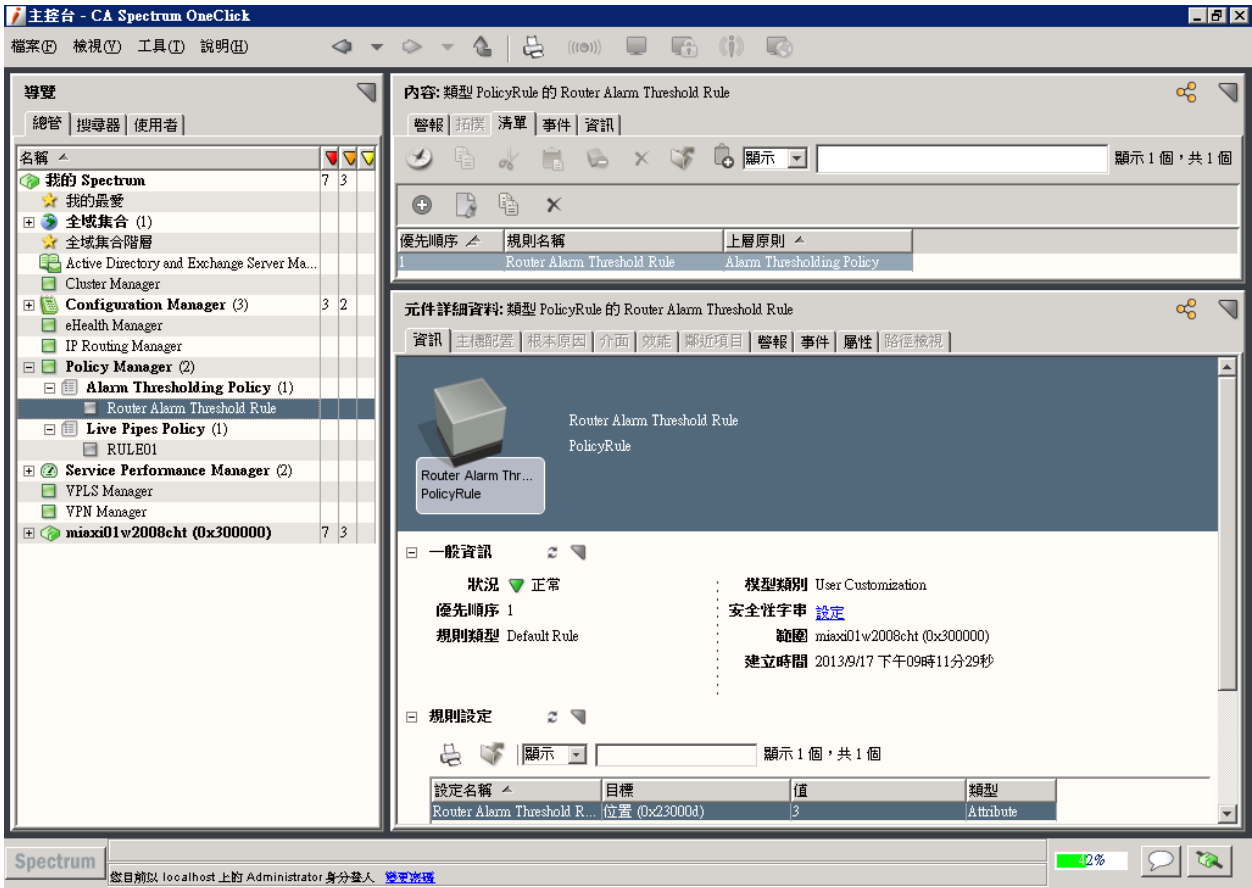 主控台 - CA Spectrum OneClick
檔案(F) 檢視(V) 工具(T) 說明(H)
導覽
總管 搜尋器 使用者
名稱
我的 Spectrum 7 3
我的最愛
全域集合 (1)
全域集合階層
Active Directory and Exchange Server Ma...
Cluster Manager
Configuration Manager (3) 3 2
eHealth Manager
IP Routing Manager
Policy Manager (2)
Alarm Thresholding Policy (1)
Router Alarm Threshold Rule
Live Pipes Policy (1)
RULE01
Service Performance Manager (2)
VPLS Manager
VPN Manager
miaxi01w2008cht (0x300000) 7 3
內容: 類型 PolicyRule 的 Router Alarm Threshold Rule
警報 拓撲 清單 事件 資訊
顯示 顯示 1 個，共 1 個
優先順序 規則名稱 上層原則
1 Router Alarm Threshold Rule Alarm Thresholding Policy
元件詳細資料: 類型 PolicyRule 的 Router Alarm Threshold Rule
資訊 主機配置 根本原因 介面 效能 鄰近項目 警報 事件 屬性 路徑檢視
Router Alarm Threshold Rule
PolicyRule
Router Alarm Thr...
PolicyRule
一般資訊
狀況 正常
優先順序 1
規則類型 Default Rule
模型類別 User Customization
安全性字串 設定
範圍 miaxi01w2008cht (0x300000)
建立時間 2013/9/17 下午09時11分29秒
規則設定
顯示 顯示 1 個，共 1 個
設定名稱 目標 值 類型
Router Alarm Threshold R... 位置 (0x23000d) 3 Attribute
Spectrum
您目前以 localhost 上的 Administrator 身分登入 變更密碼
42%